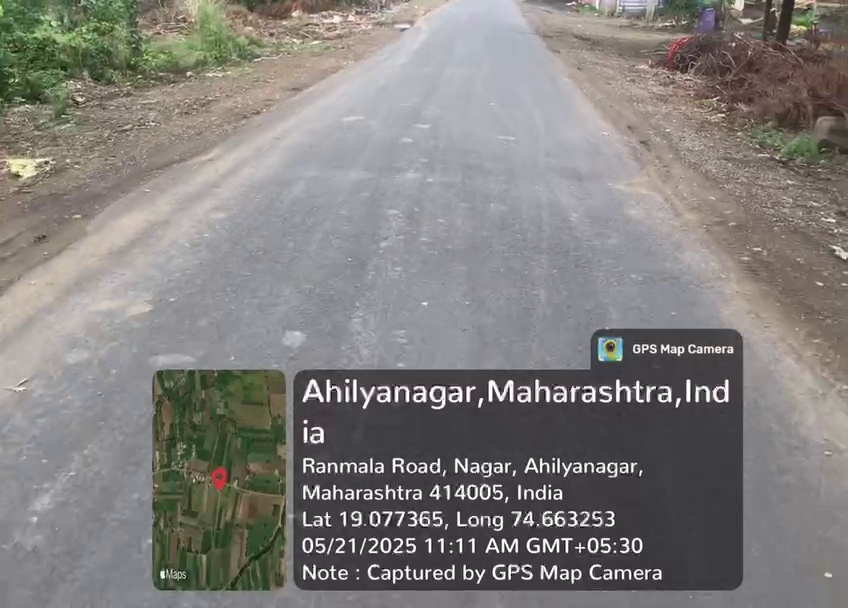 GPS Map Camera
Ahilyanagar,Maharashtra,Ind
ia
Ranmala Road, Nagar, Ahilyanagar,
Maharashtra 414005, India
Lat 19.077365, Long 74.663253
05/21/2025 11:11 AM GMT+05:30
Note : Captured by GPS Map Camera
Maps